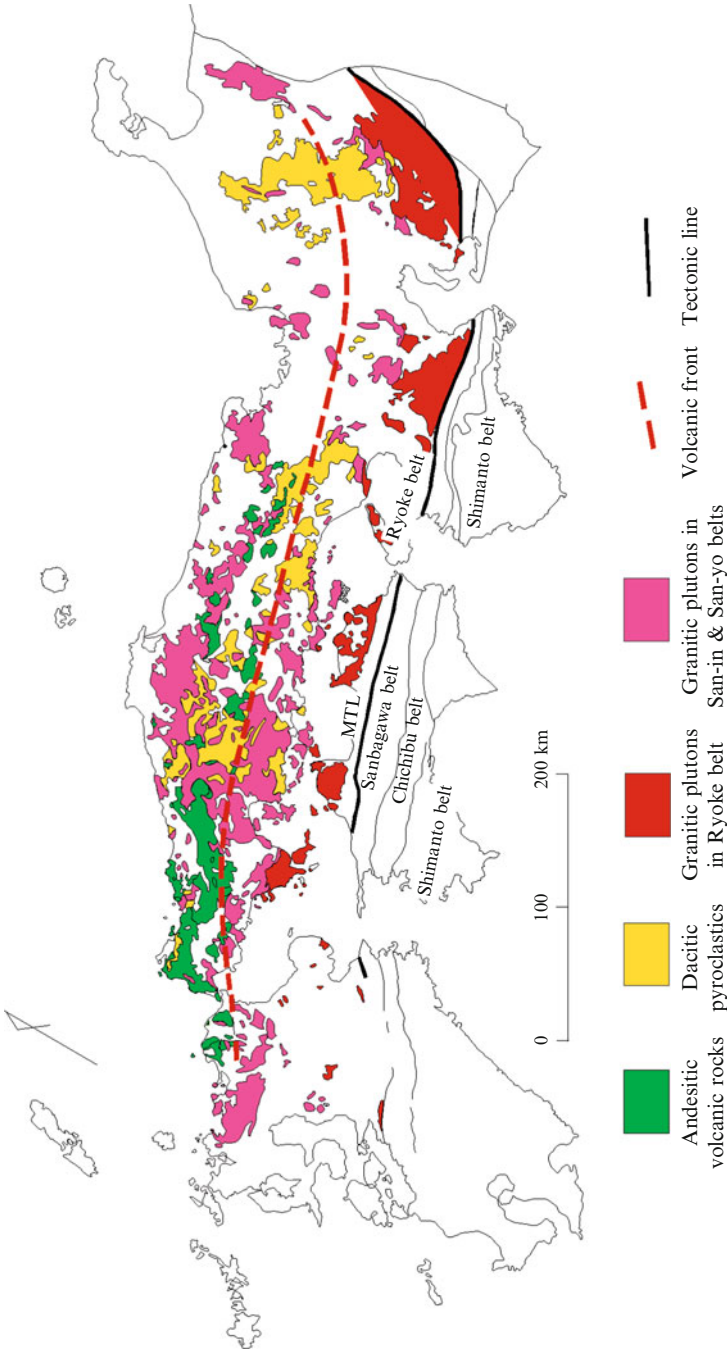 Ryoke belt
Shimanto belt
MTL
Sanbagawa belt
Chichibu belt
Shimanto belt
0
100
200 km
Andesitic
volcanic rocks
Dacitic
pyroclastics
Granitic plutons
in Ryoke belt
Granitic plutons in
San-in & San-yo belts
Volcanic front
Tectonic line